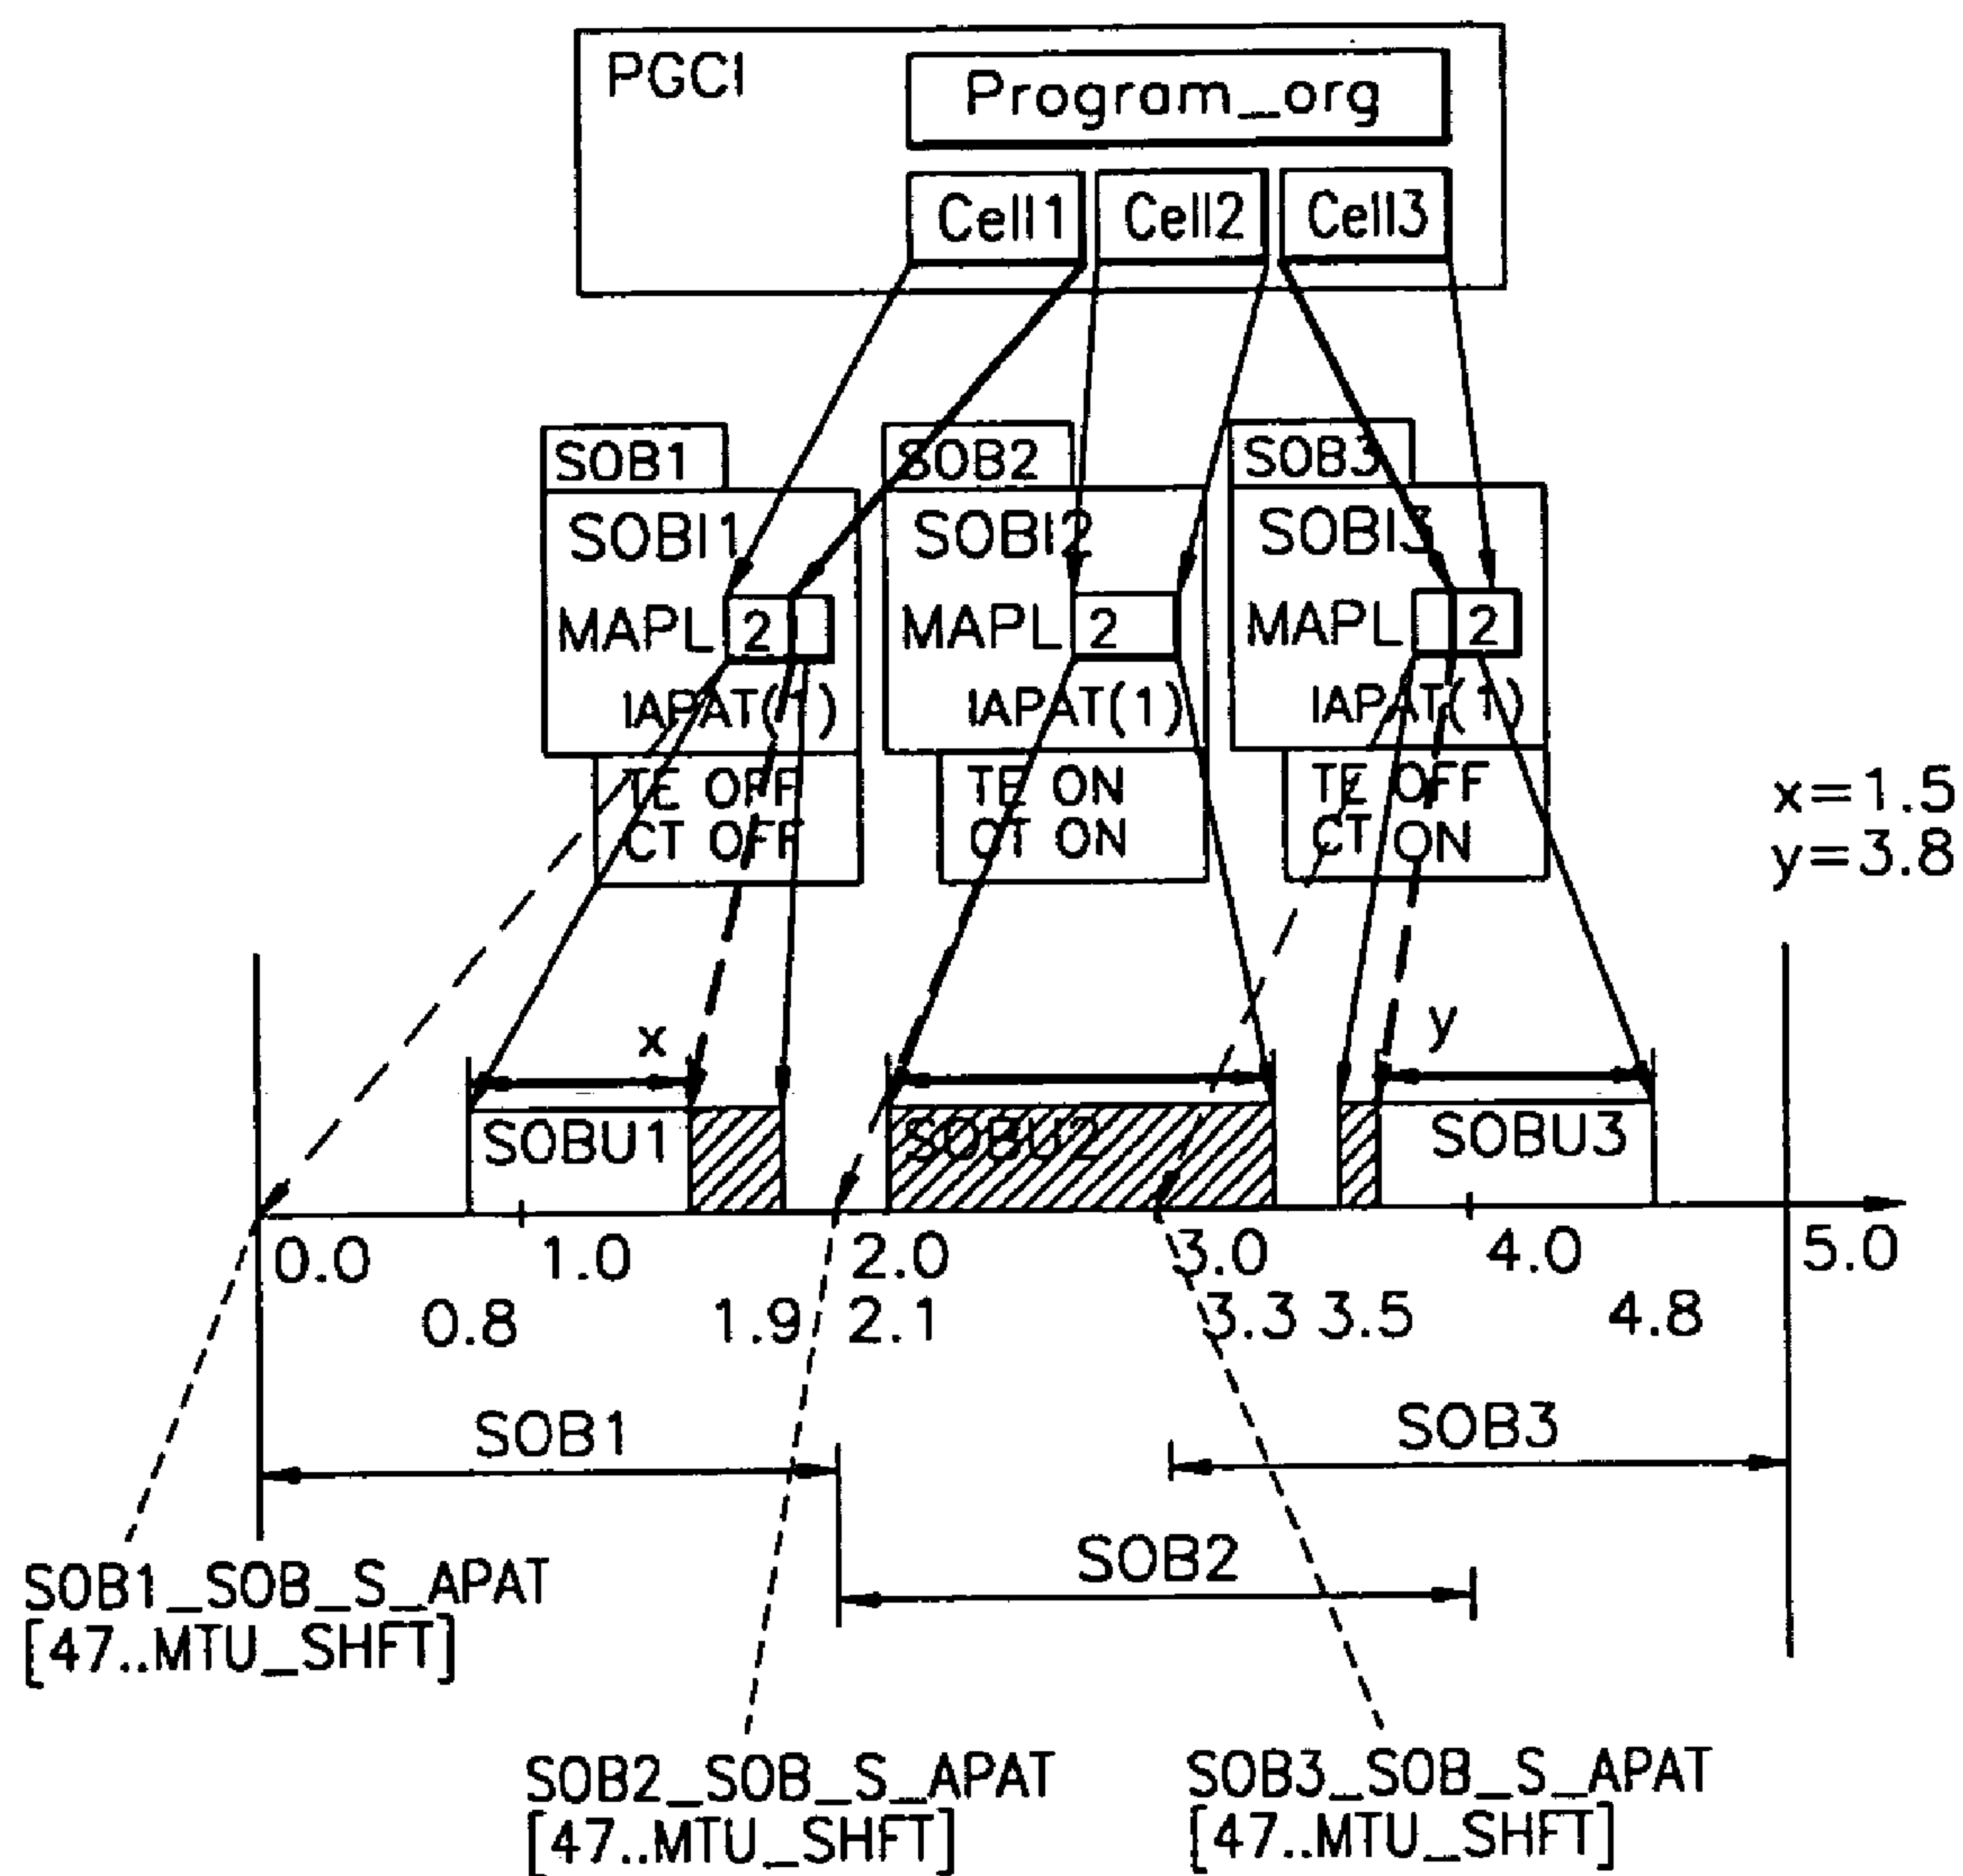 PGCI
Program_org
Cell1 Cell2 Cell3
SOB1 SOB2 SOB3
SOBI1 SOBI2 SOBI3
MAPL 2 MAPL 2 MAPL 2
IAPAT(1) IAPAT(1) IAPAT(1)
TE OFF TE ON TE OFF
CT OFF CT ON CT ON
x=1.5
y=3.8
x y
SOBU1 SOBU2 SOBU3
0.0 1.0 2.0 3.0 4.0 5.0
0.8 1.9 2.1 3.3 3.5 4.8
SOB1 SOB3
SOB2
SOB1_SOB_S_APAT
[47..MTU_SHFT]
SOB2_SOB_S_APAT
[47..MTU_SHFT]
SOB3_SOB_S_APAT
[47..MTU_SHFT]